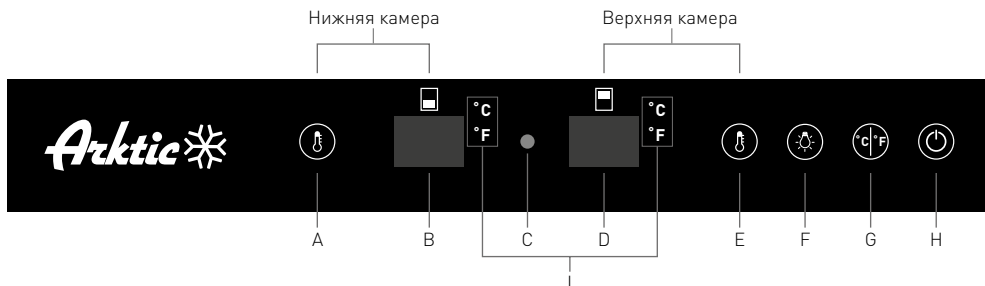 Нижняя камера Верхняя камера
°C °C
°F °F
Arktic °C °F
A B C D E F G H
I